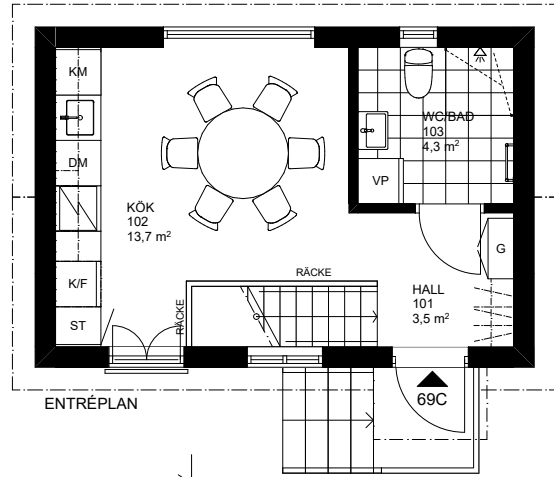 KM
DM
KÖK
102
13,7 m²
K/F
ST
RÄCKE
RÄCKE
WC/BAD
103
4,3 m²
VP
G
HALL
101
3,5 m²
ENTRÉPLAN
69C